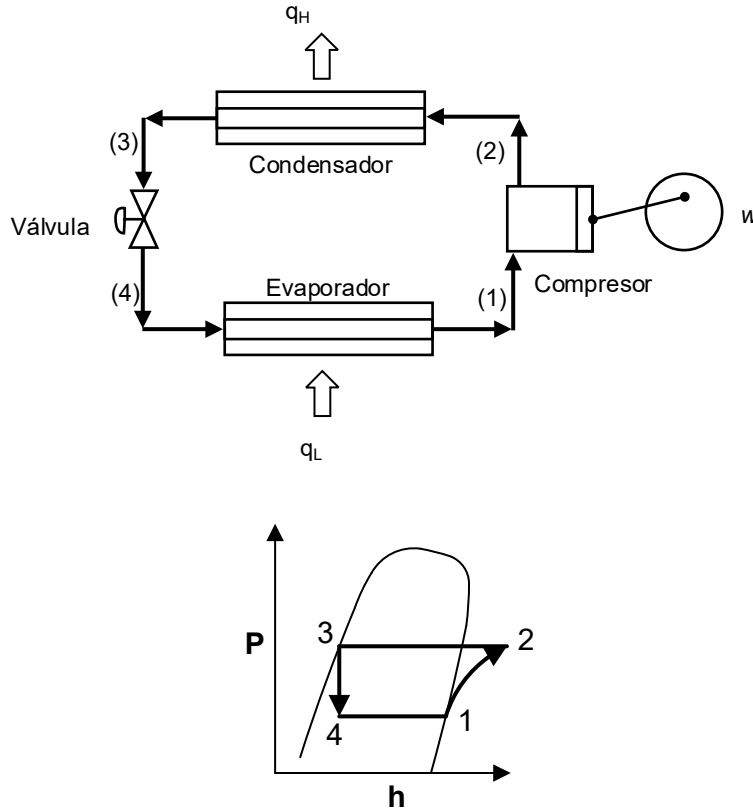 qH
(3)
(2)
Condensador
Válvula
w
(4)
Evaporador
(1)
Compresor
qL
3
2
P
4
1
h